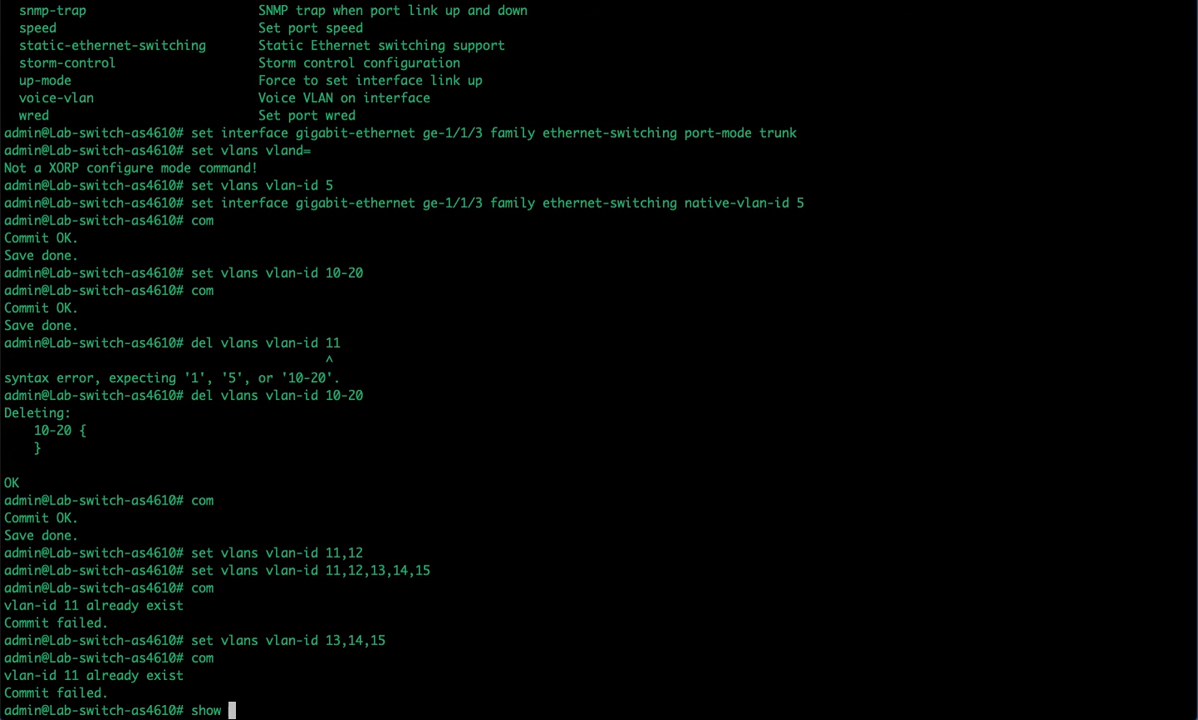 snmp-trap SNMP trap when port link up and down
speed Set port speed
static-ethernet-switching Static Ethernet switching support
storm-control Storm control configuration
up-mode Force to set interface link up
voice-vlan Voice VLAN on interface
wred Set port wred
admin@Lab-switch-as4610# set interface gigabit-ethernet ge-1/1/3 family ethernet-switching port-mode trunk
admin@Lab-switch-as4610# set vlans vland=
Not a XORP configure mode command!
admin@Lab-switch-as4610# set vlans vlan-id 5
admin@Lab-switch-as4610# set interface gigabit-ethernet ge-1/1/3 family ethernet-switching native-vlan-id 5
admin@Lab-switch-as4610# com
Commit OK.
Save done.
admin@Lab-switch-as4610# set vlans vlan-id 10-20
admin@Lab-switch-as4610# com
Commit OK.
Save done.
admin@Lab-switch-as4610# del vlans vlan-id 11
^
syntax error, expecting '1', '5', or '10-20'.
admin@Lab-switch-as4610# del vlans vlan-id 10-20
Deleting:
10-20 {
}
OK
admin@Lab-switch-as4610# com
Commit OK.
Save done.
admin@Lab-switch-as4610# set vlans vlan-id 11,12
admin@Lab-switch-as4610# set vlans vlan-id 11,12,13,14,15
admin@Lab-switch-as4610# com
vlan-id 11 already exist
Commit failed.
admin@Lab-switch-as4610# set vlans vlan-id 13,14,15
admin@Lab-switch-as4610# com
vlan-id 11 already exist
Commit failed.
admin@Lab-switch-as4610# show